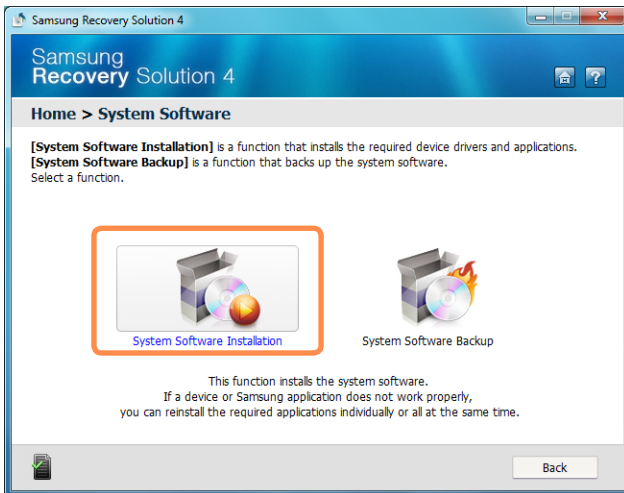 Samsung Recovery Solution 4
Samsung
Recovery Solution 4
Home > System Software
[System Software Installation] is a function that installs the required device drivers and applications.
[System Software Backup] is a function that backs up the system software.
Select a function.
System Software Installation
System Software Backup
This function installs the system software.
If a device or Samsung application does not work properly,
you can reinstall the required applications individually or all at the same time.
Back